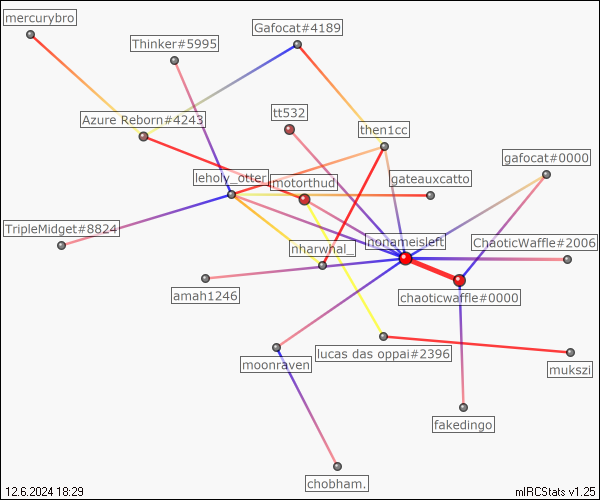 mercurybro
Gafocat#4189
Thinker#5995
Azure Reborn#4243
tt532
then1cc
gafocat#0000
leholy_otter
motorthud
gateauxcatto
TripleMidget#8824
nharwhal_
nonameisleft
ChaoticWaffle#2006
amah1246
chaoticwaffle#0000
moonraven
lucas das oppai#2396
mukszi
fakedingo
chobham.
12.6.2024 18:29
mIRCStats v1.25